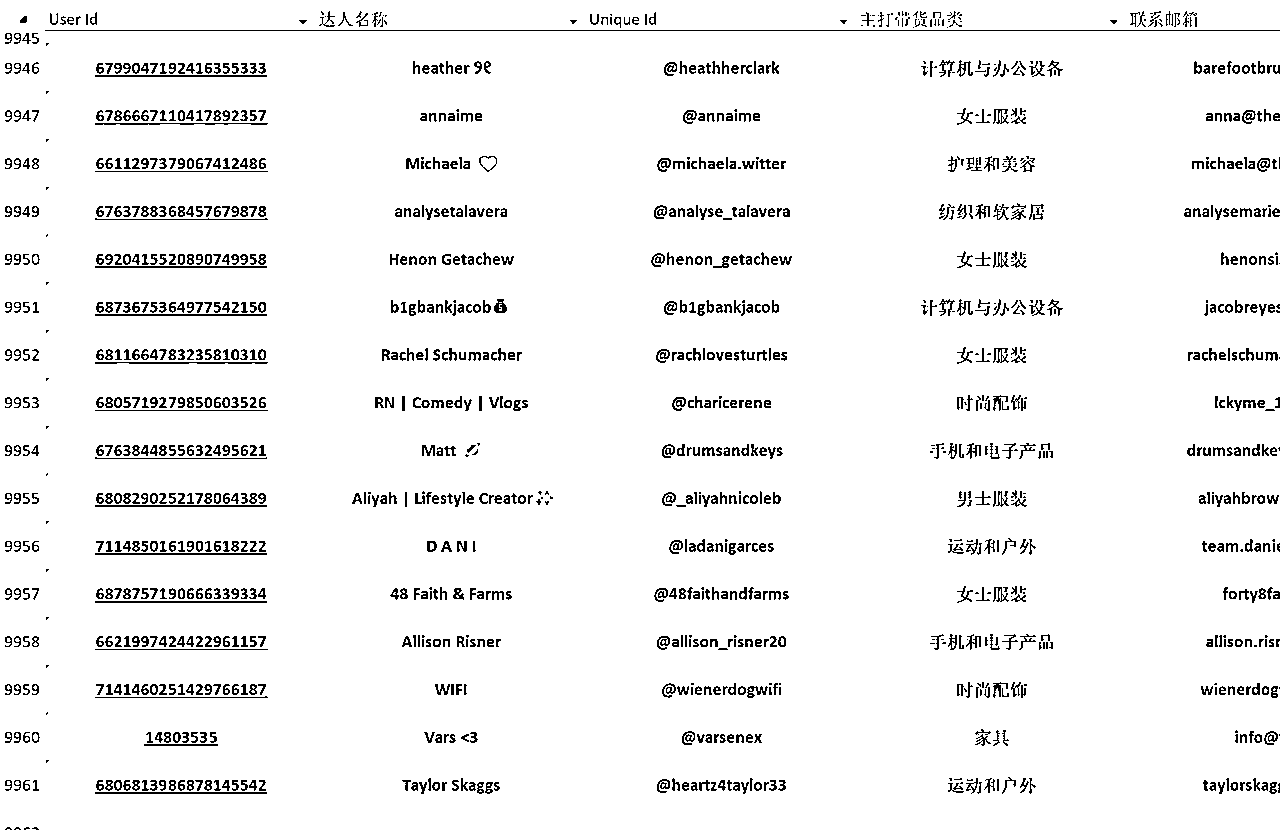 User Id 达人名称 Unique Id 主打带货品类 联系邮箱
9945
9946 6799047192416355333 heather ୨୧ @heathherclark 计算机与办公设备 barefootbru
9947 6786667110417892357 annaime @annaime 女士服装 anna@the
9948 6611297379067412486 Michaela ♡ @michaela.witter 护理和美容 michaela@t
9949 6763788368457679878 analysetalavera @analyse_talavera 纺织和软家居 analysemarie
9950 6920415520890749958 Henon Getachew @henon_getachew 女士服装 henonsi
9951 6873675364977542150 b1gbankjacob💰 @b1gbankjacob 计算机与办公设备 jacobreyes
9952 6811664783235810310 Rachel Schumacher @rachlovesturtles 女士服装 rachelschum
9953 6805719279850603526 RN | Comedy | Vlogs @charicerene 时尚配饰 lckyme_1
9954 6763844855632495621 Matt @drumsandkeys 手机和电子产品 drumsandke
9955 6808290252178064389 Aliyah | Lifestyle Creator @_aliyahnicoleb 男士服装 aliyahbrow
9956 7114850161901618222 D A N I @ladanigarces 运动和户外 team.danie
9957 6878757190666339334 48 Faith & Farms @48faithandfarms 女士服装 forty8fa
9958 6621997424422961157 Allison Risner @allison_risner20 手机和电子产品 allison.risr
9959 7141460251429766187 WIFI @wienerdogwifi 时尚配饰 wienerdog
9960 14803535 Vars <3 @varsenex 家具 info@
9961 6806813986878145542 Taylor Skaggs @heartz4taylor33 运动和户外 taylorskag